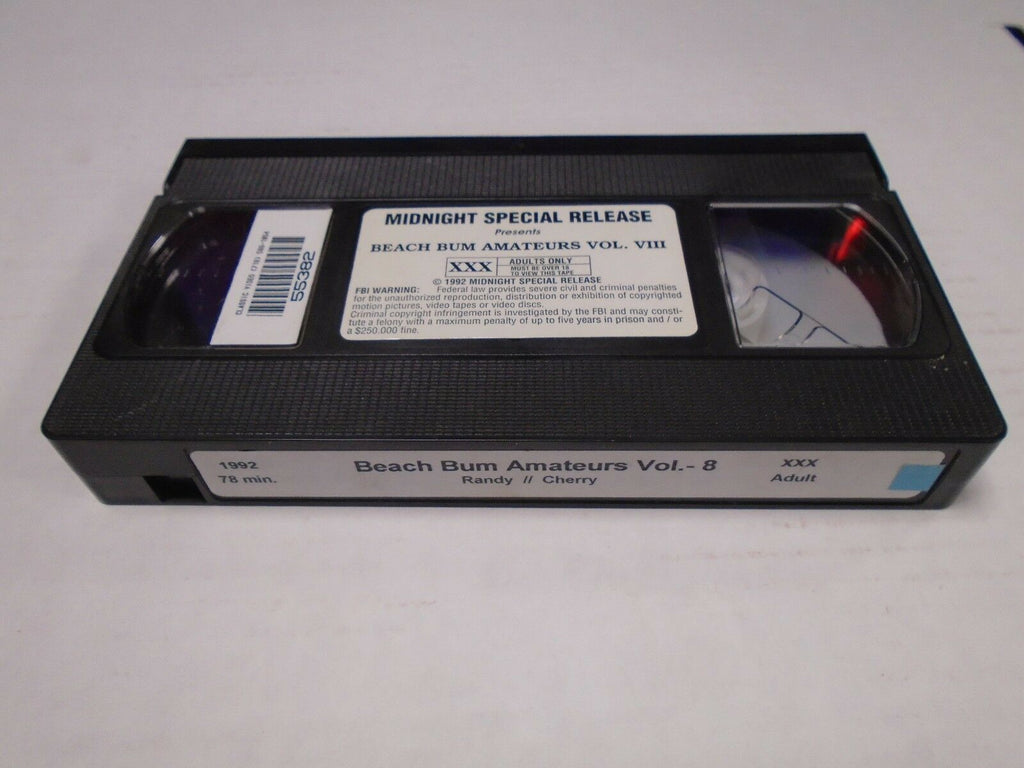 MIDNIGHT SPECIAL RELEASE
Presents
BEACH BUM AMATEURS VOL. VIII
XXX
ADULTS ONLY
MUST BE OVER 18
TO VIEW THIS TAPE
© 1992 MIDNIGHT SPECIAL RELEASE
FBI WARNING: Federal law provides severe civil and criminal penalties
for the unauthorized reproduction, distribution or exhibition of copyrighted
motion pictures, video tapes or video discs.
Criminal copyright infringement is investigated by the FBI and may consti-
tute a felony with a maximum penalty of up to five years in prison and / or
a $250.000 fine.
55382
1992
78 min.
Beach Bum Amateurs Vol.- 8
Randy // Cherry
XXX
Adult